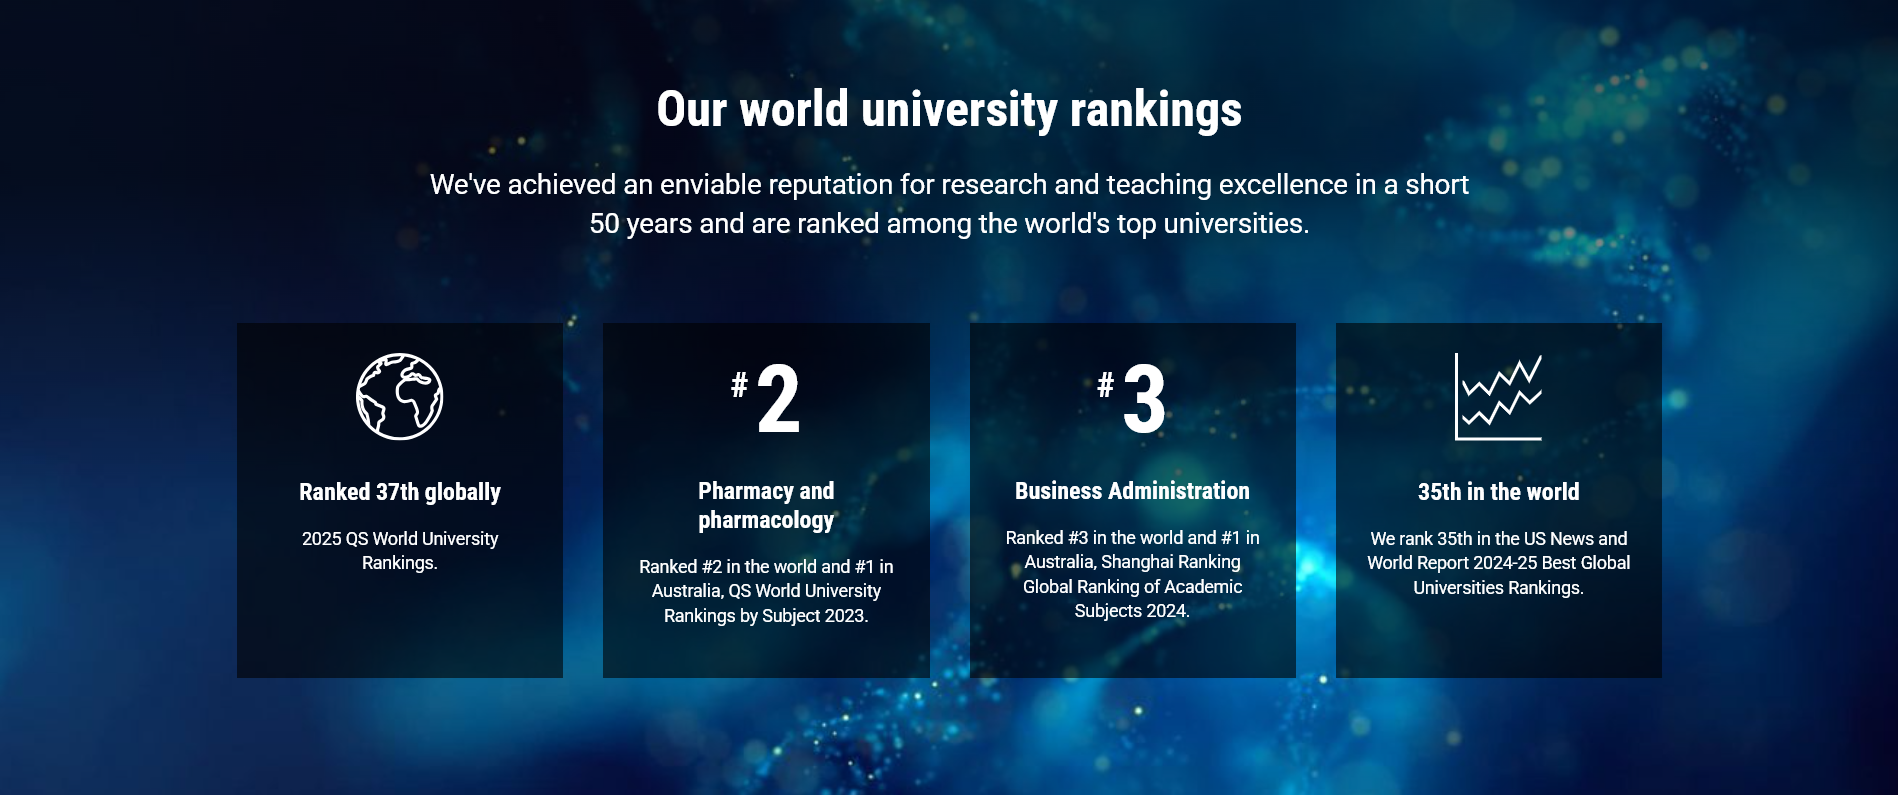 Our world university rankings
We've achieved an enviable reputation for research and teaching excellence in a short
50 years and are ranked among the world's top universities.
Ranked 37th globally
2025 QS World University
Rankings.
#2
Pharmacy and
pharmacology
Ranked #2 in the world and #1 in
Australia, QS World University
Rankings by Subject 2023.
#3
Business Administration
Ranked #3 in the world and #1 in
Australia, Shanghai Ranking
Global Ranking of Academic
Subjects 2024.
35th in the world
We rank 35th in the US News and
World Report 2024-25 Best Global
Universities Rankings.